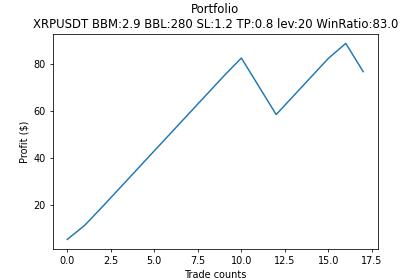 Portfolio
XRPUSDT BBM:2.9 BBL:280 SL:1.2 TP:0.8 lev:20 WinRatio:83.0
80
60
40
20
Profit ($)
0.0 2.5 5.0 7.5 10.0 12.5 15.0 17.5
Trade counts